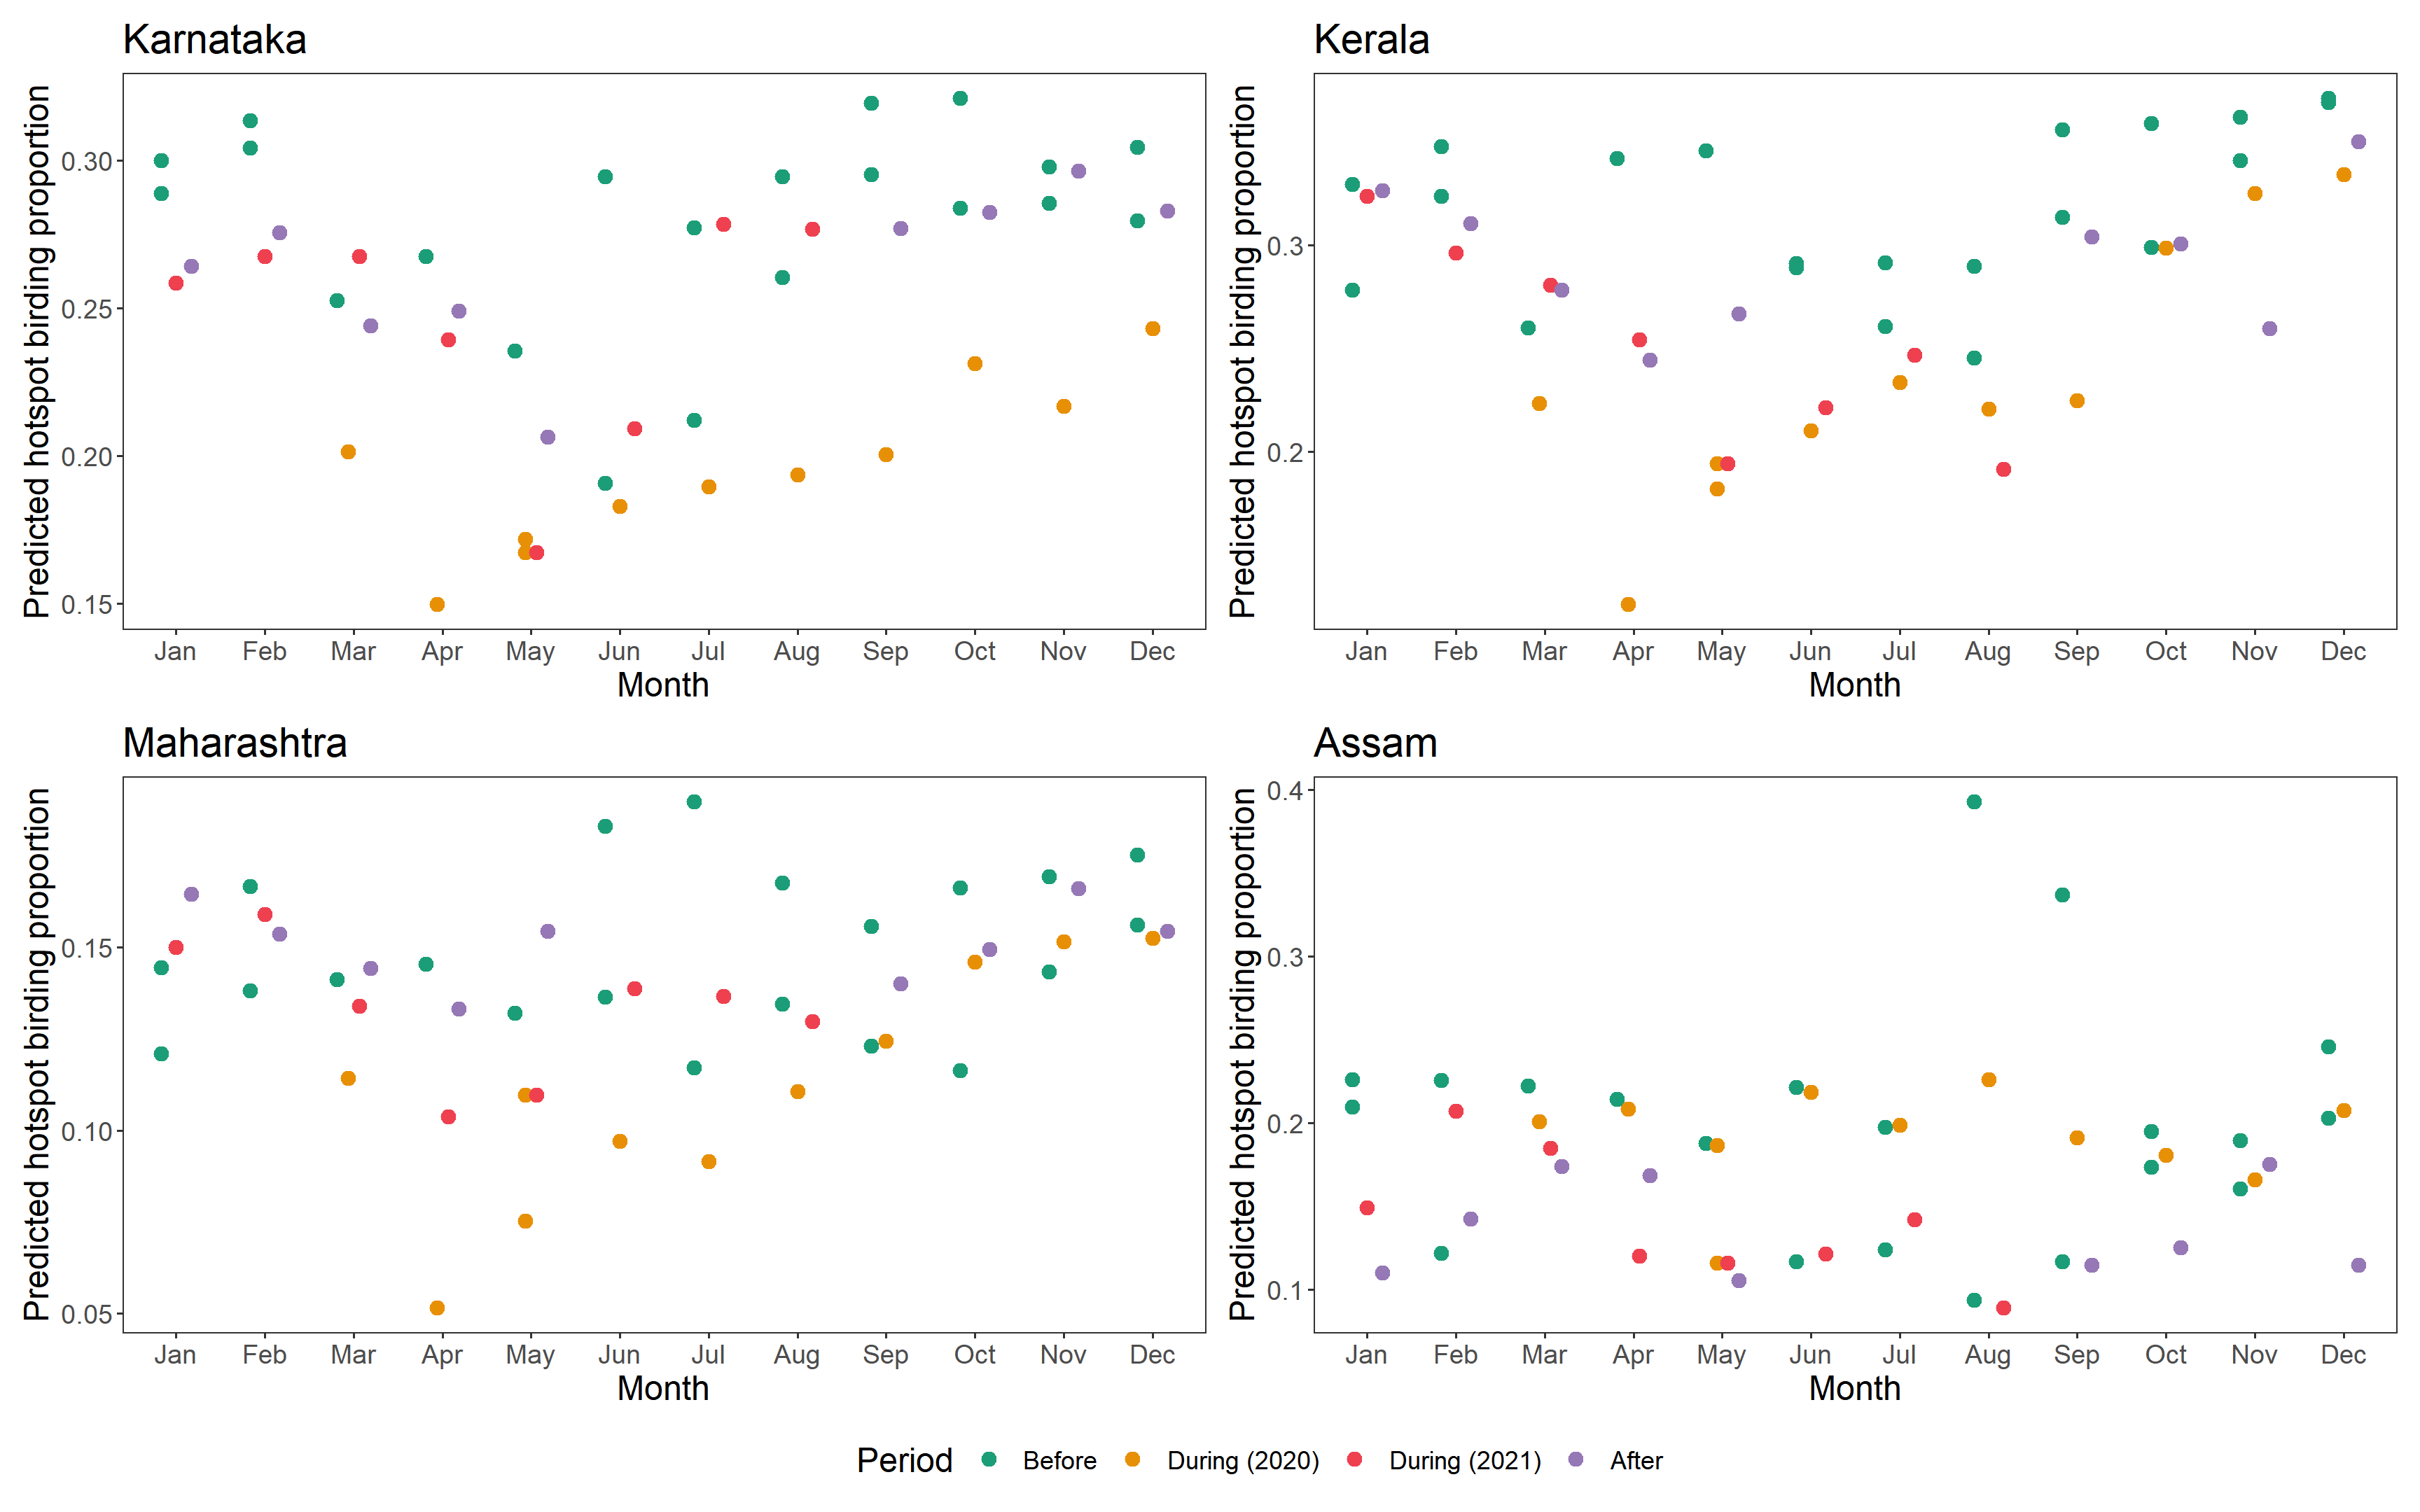 Karnataka
Predicted hotspot birding proportion
0.30
0.25
0.20
0.15
Jan Feb Mar Apr May Jun Jul Aug Sep Oct Nov Dec
Month
Kerala
Predicted hotspot birding proportion
0.3
0.2
Jan Feb Mar Apr May Jun Jul Aug Sep Oct Nov Dec
Month
Maharashtra
Predicted hotspot birding proportion
0.15
0.10
0.05
Jan Feb Mar Apr May Jun Jul Aug Sep Oct Nov Dec
Month
Assam
Predicted hotspot birding proportion
0.4
0.3
0.2
0.1
Jan Feb Mar Apr May Jun Jul Aug Sep Oct Nov Dec
Month
Period Before During (2020) During (2021) After